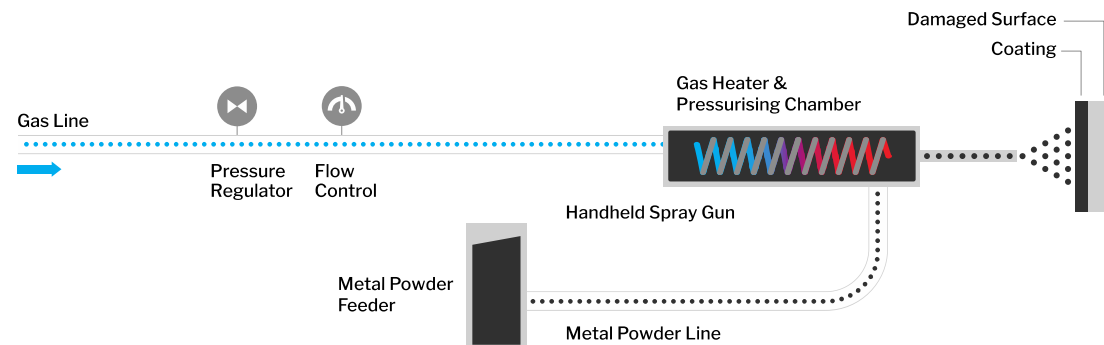 Damaged Surface
Coating
Gas Heater &
Pressurising Chamber
Gas Line
Pressure
Regulator
Flow
Control
Handheld Spray Gun
Metal Powder
Feeder
Metal Powder Line